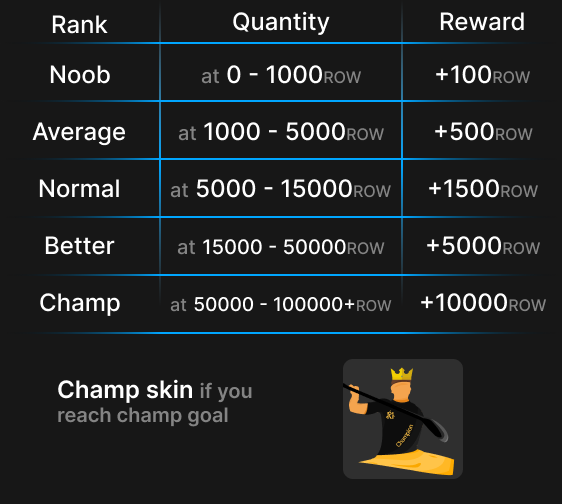 Rank Quantity Reward
Noob at 0 - 1000ROW +100ROW
Average at 1000 - 5000ROW +500ROW
Normal at 5000 - 15000ROW +1500ROW
Better at 15000 - 50000ROW +5000ROW
Champ at 50000 - 100000+ROW +10000ROW
Champ skin if you
reach champ goal
Champion